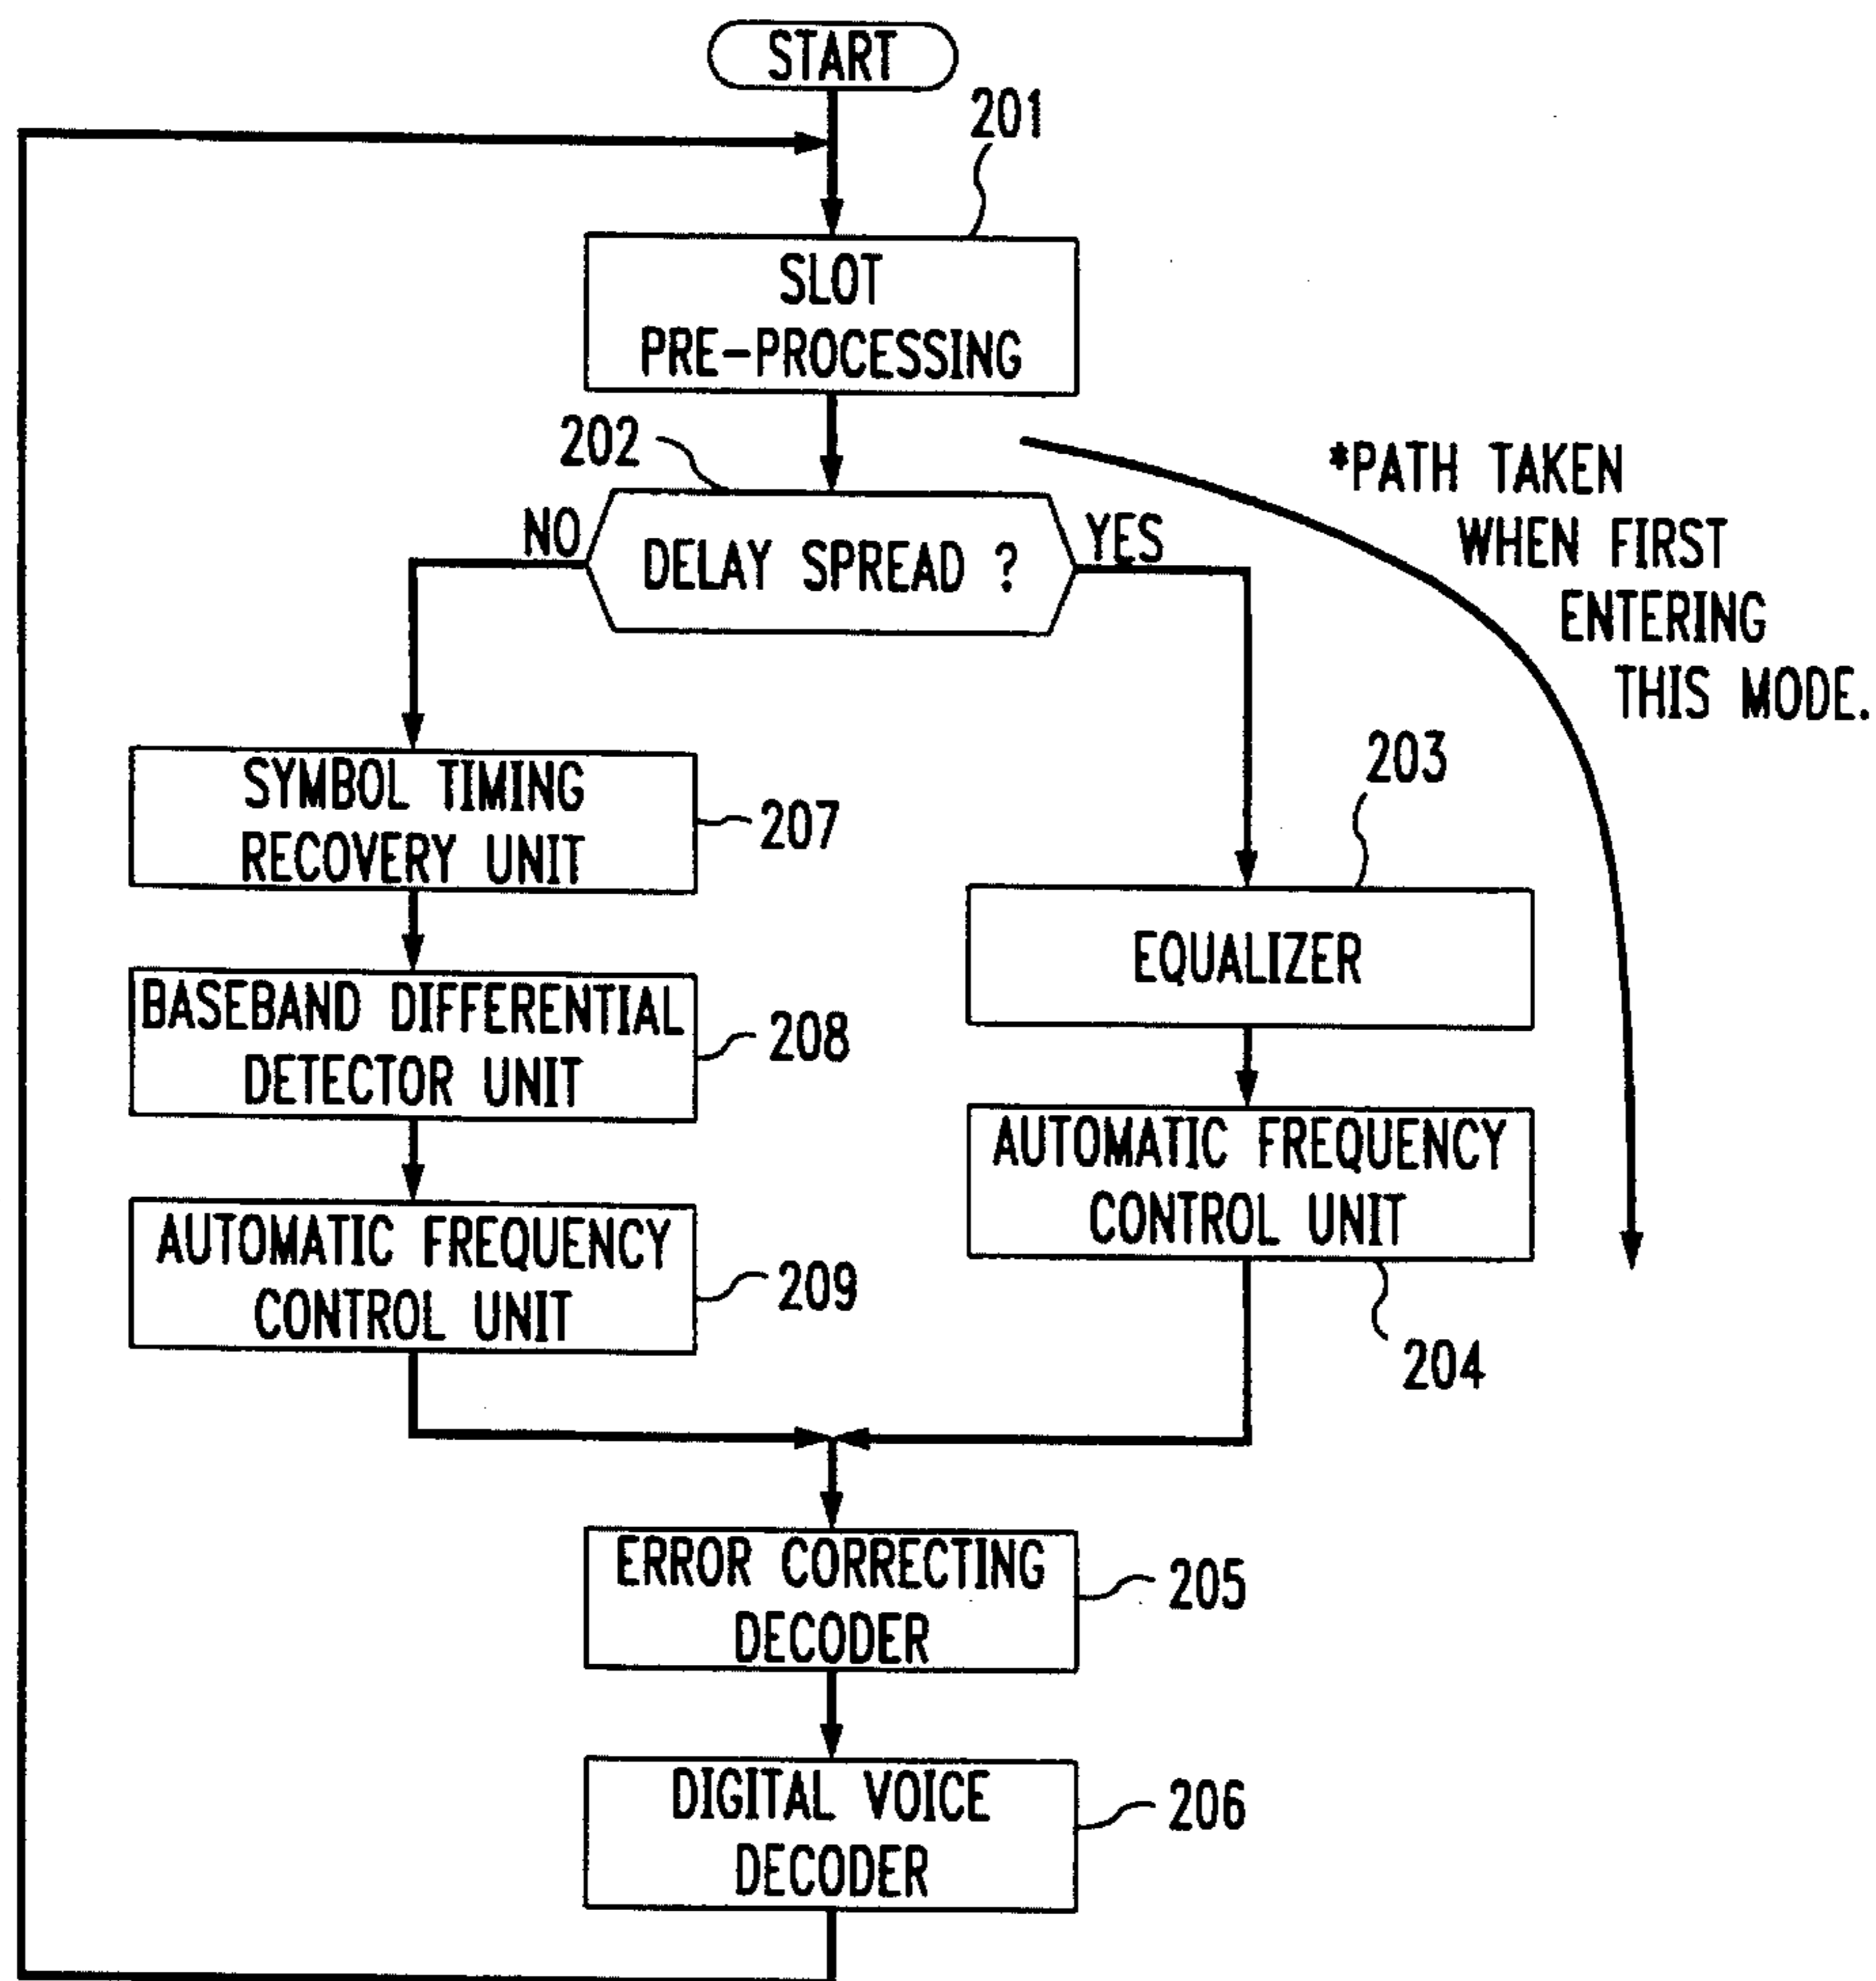 START
201
SLOT
PRE-PROCESSING
202
NO
DELAY SPREAD ?
YES
*PATH TAKEN
WHEN FIRST
ENTERING
THIS MODE.
SYMBOL TIMING
RECOVERY UNIT
207
203
EQUALIZER
BASEBAND DIFFERENTIAL
DETECTOR UNIT
208
AUTOMATIC FREQUENCY
CONTROL UNIT
204
AUTOMATIC FREQUENCY
CONTROL UNIT
209
ERROR CORRECTING
DECODER
205
DIGITAL VOICE
DECODER
206